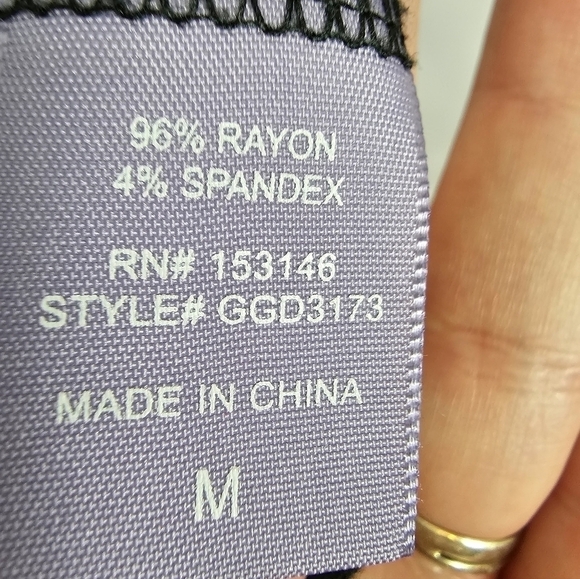 96% RAYON
4% SPANDEX
RN# 153146
STYLE# GGD3173
MADE IN CHINA
M